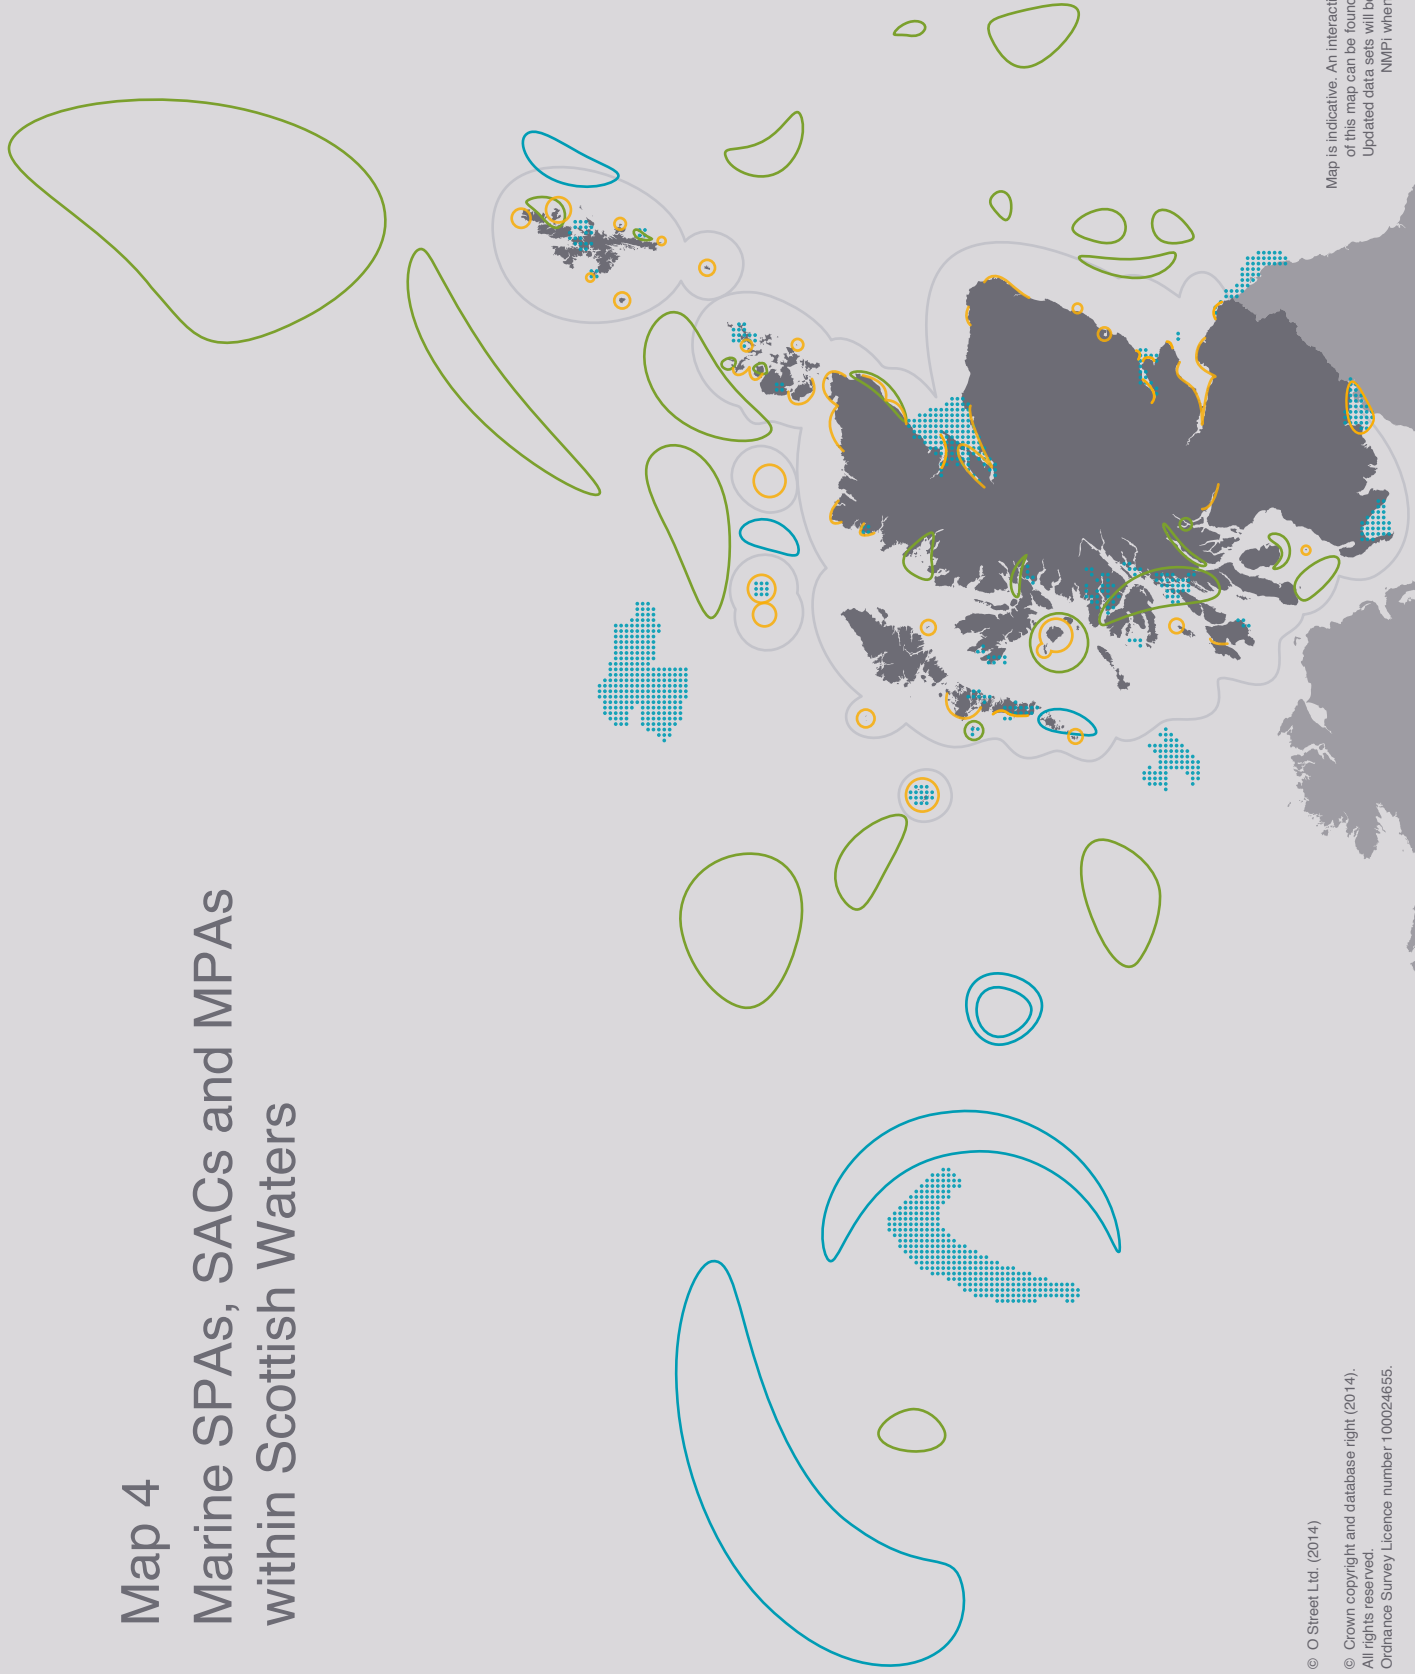 Map 4
Marine SPAs, SACs and MPAs
within Scottish Waters
© O Street Ltd. (2014)
© Crown copyright and database right (2014).
All rights reserved.
Ordnance Survey Licence number 100024655.
Map is indicative. An interacti
of this map can be found
Updated data sets will be
NMPi when